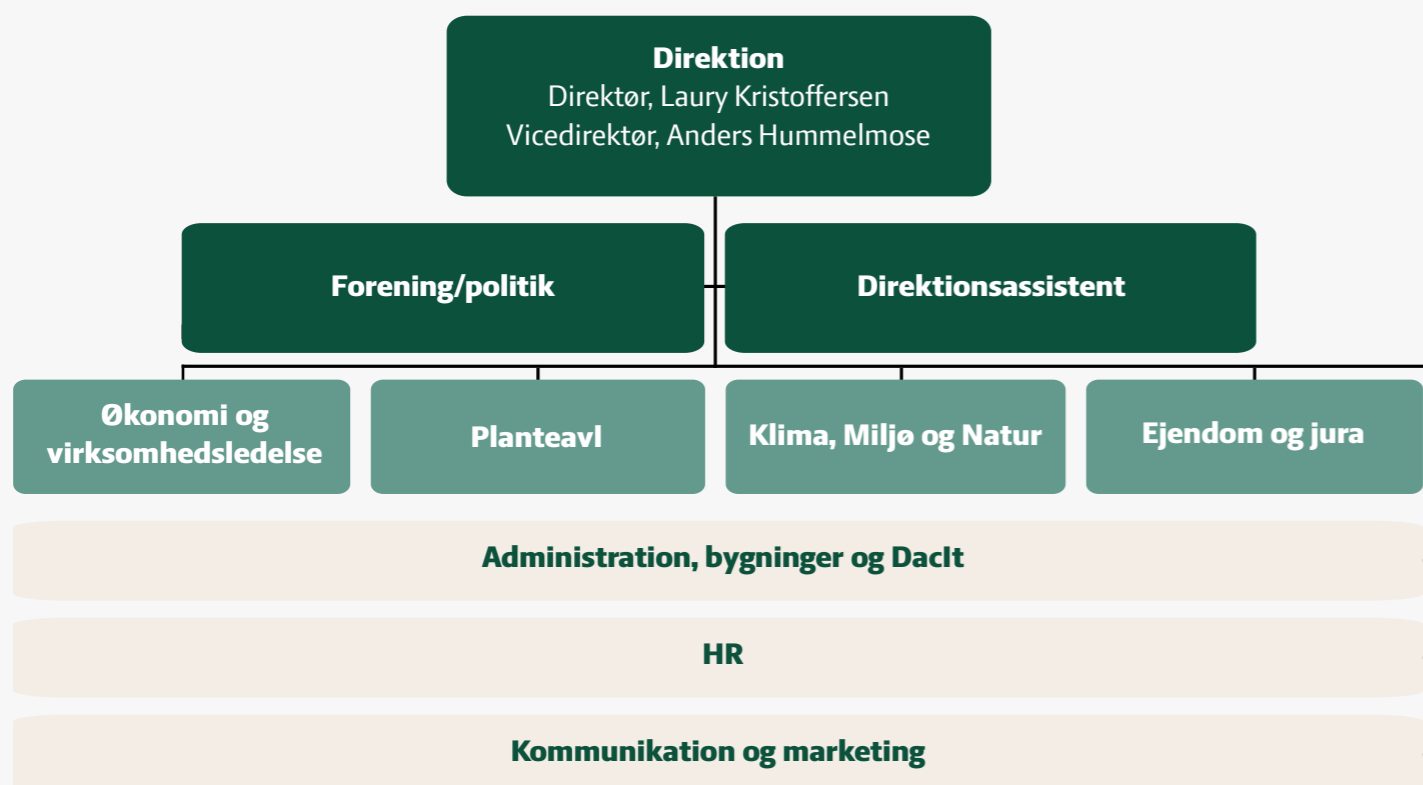 Direktion
Direktør, Laury Kristoffersen
Vicedirektør, Anders Hummelmose
Forening/politik
Direktionsassistent
Økonomi og
virksomhedsledelse
Planteavl
Klima, Miljø og Natur
Ejendom og jura
Administration, bygninger og DacIt
HR
Kommunikation og marketing